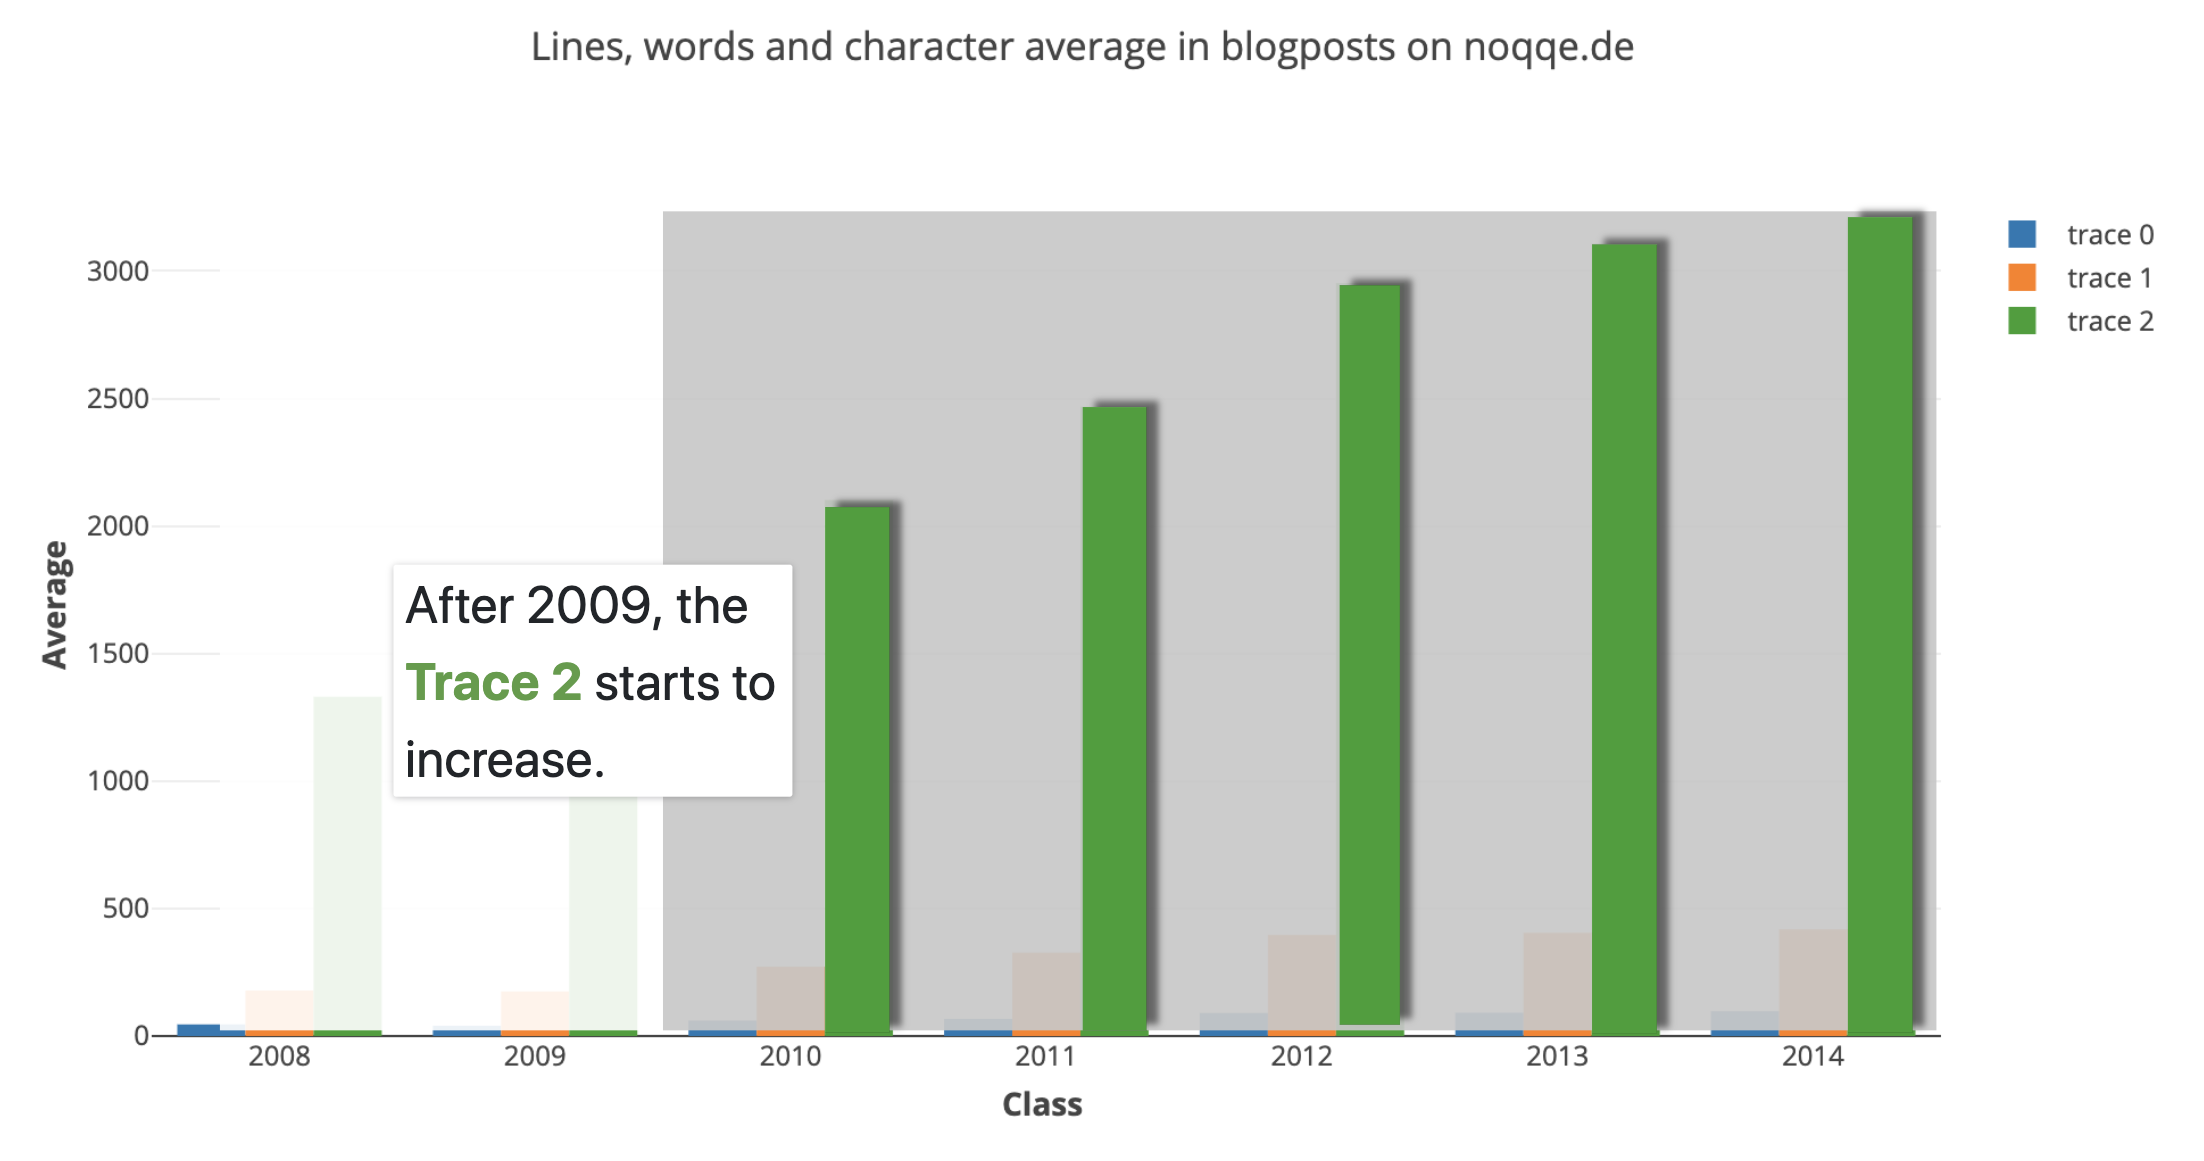 Lines, words and character average in blogposts on noqqe.de
trace 0
trace 1
trace 2
3000
2500
2000
1500
1000
500
0
Average
After 2009, the
Trace 2 starts to
increase.
2008
2009
2010
2011
2012
2013
2014
Class